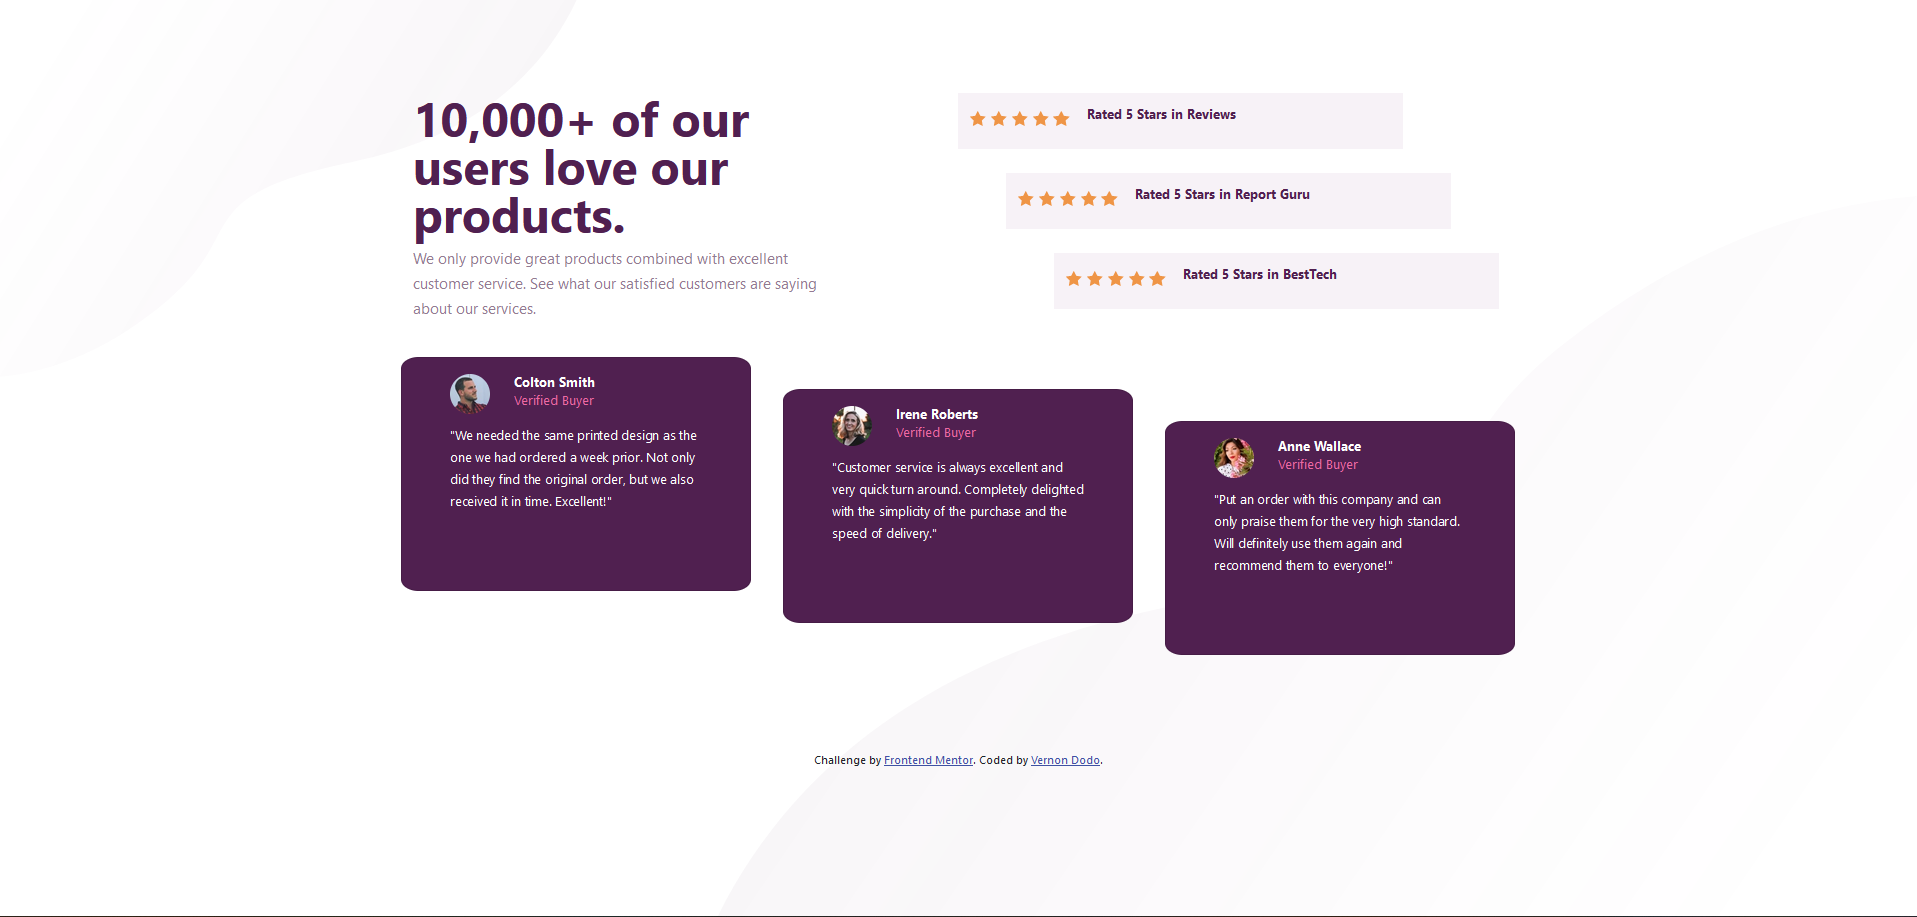 10,000+ of our
users love our
products.
We only provide great products combined with excellent
customer service. See what our satisfied customers are saying
about our services.
Rated 5 Stars in Reviews
Rated 5 Stars in Report Guru
Rated 5 Stars in BestTech
Colton Smith
Verified Buyer
"We needed the same printed design as the
one we had ordered a week prior. Not only
did they find the original order, but we also
received it in time. Excellent!"
Irene Roberts
Verified Buyer
"Customer service is always excellent and
very quick turn around. Completely delighted
with the simplicity of the purchase and the
speed of delivery."
Anne Wallace
Verified Buyer
"Put an order with this company and can
only praise them for the very high standard.
Will definitely use them again and
recommend them to everyone!"
Challenge by Frontend Mentor. Coded by Vernon Dodo.